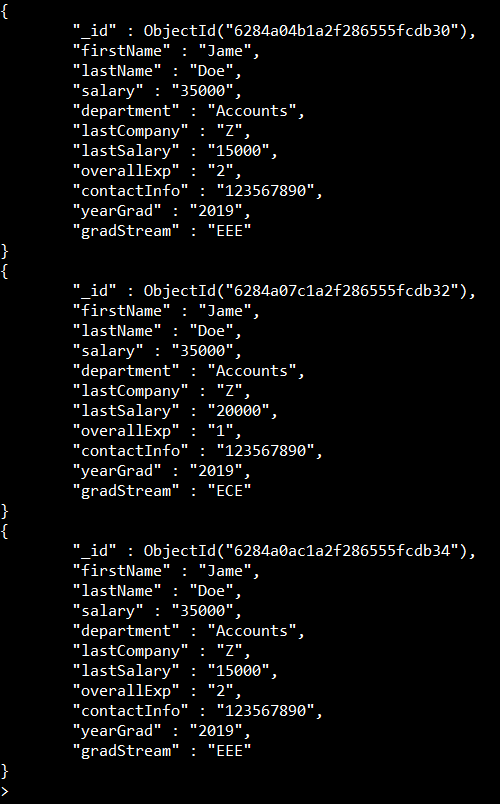 {
"_id" : ObjectId("6284a04b1a2f286555fcdb30"),
"firstName" : "Jame",
"lastName" : "Doe",
"salary" : "35000",
"department" : "Accounts",
"lastCompany" : "Z",
"lastSalary" : "15000",
"overallExp" : "2",
"contactInfo" : "123567890",
"yearGrad" : "2019",
"gradStream" : "EEE"
}
{
"_id" : ObjectId("6284a07c1a2f286555fcdb32"),
"firstName" : "Jame",
"lastName" : "Doe",
"salary" : "35000",
"department" : "Accounts",
"lastCompany" : "Z",
"lastSalary" : "20000",
"overallExp" : "1",
"contactInfo" : "123567890",
"yearGrad" : "2019",
"gradStream" : "ECE"
}
{
"_id" : ObjectId("6284a0ac1a2f286555fcdb34"),
"firstName" : "Jame",
"lastName" : "Doe",
"salary" : "35000",
"department" : "Accounts",
"lastCompany" : "Z",
"lastSalary" : "15000",
"overallExp" : "2",
"contactInfo" : "123567890",
"yearGrad" : "2019",
"gradStream" : "EEE"
}
>